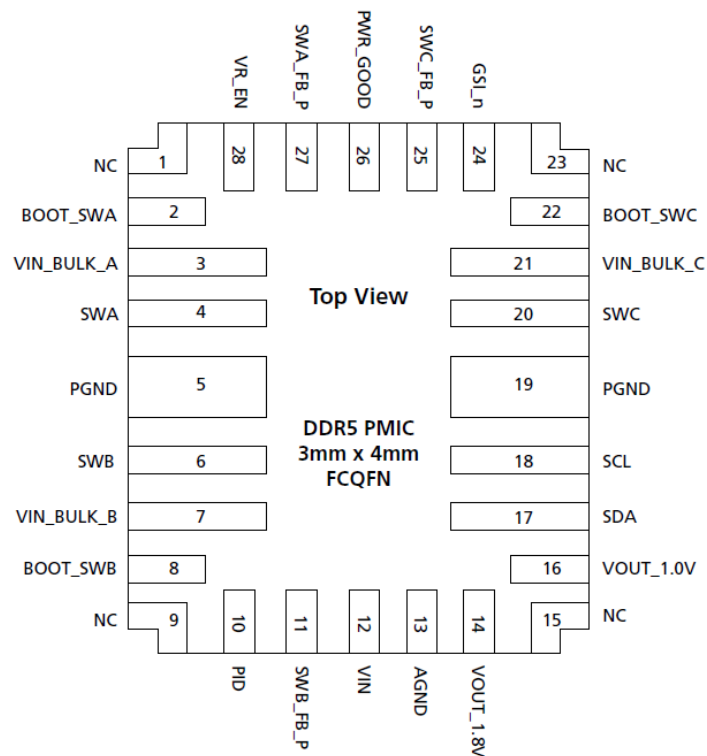 VR_EN
SWA_FB_P
PWR_GOOD
SWC_FB_P
GSI_n
28
27
26
25
24
NC
1
23
NC
BOOT_SWA
2
22
BOOT_SWC
VIN_BULK_A
3
21
VIN_BULK_C
Top View
SWA
4
20
SWC
PGND
5
19
PGND
DDR5 PMIC
3mm x 4mm
FCQFN
SWB
6
18
SCL
VIN_BULK_B
7
17
SDA
BOOT_SWB
8
16
VOUT_1.0V
NC
9
15
NC
10
11
12
13
14
PID
SWB_FB_P
VIN
AGND
VOUT_1.8V